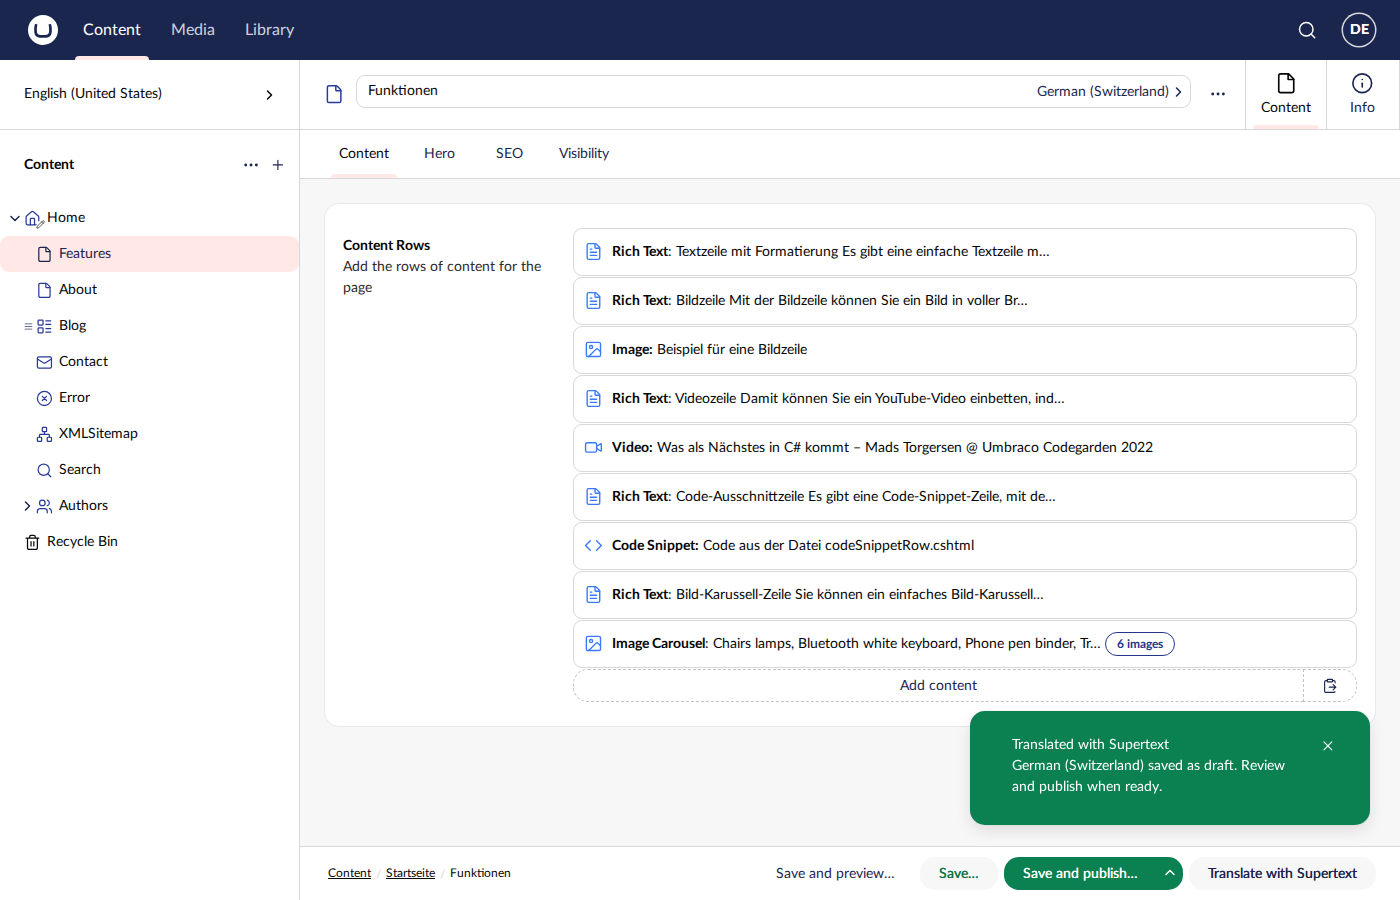 Content
Media
Library
DE
English (United States)
Funktionen
German (Switzerland)
Content
Info
Content
Hero
SEO
Visibility
Content
Home
Features
About
Blog
Contact
Error
XMLSitemap
Search
Authors
Recycle Bin
Content Rows
Add the rows of content for the
page
Rich Text: Textzeile mit Formatierung Es gibt eine einfache Textzeile m...
Rich Text: Bildzeile Mit der Bildzeile können Sie ein Bild in voller Br...
Image: Beispiel für eine Bildzeile
Rich Text: Videozeile Damit können Sie ein YouTube-Video einbetten, ind...
Video: Was als Nächstes in C# kommt – Mads Torgersen @ Umbraco Codegarden 2022
Rich Text: Code-Ausschnittzeile Es gibt eine Code-Snippet-Zeile, mit de...
Code Snippet: Code aus der Datei codeSnippetRow.cshtml
Rich Text: Bild-Karussell-Zeile Sie können ein einfaches Bild-Karussell...
Image Carousel: Chairs lamps, Bluetooth white keyboard, Phone pen binder, Tr... 6 images
Add content
Translated with Supertext
German (Switzerland) saved as draft. Review
and publish when ready.
Content / Startseite / Funktionen
Save and preview...
Save...
Save and publish...
Translate with Supertext